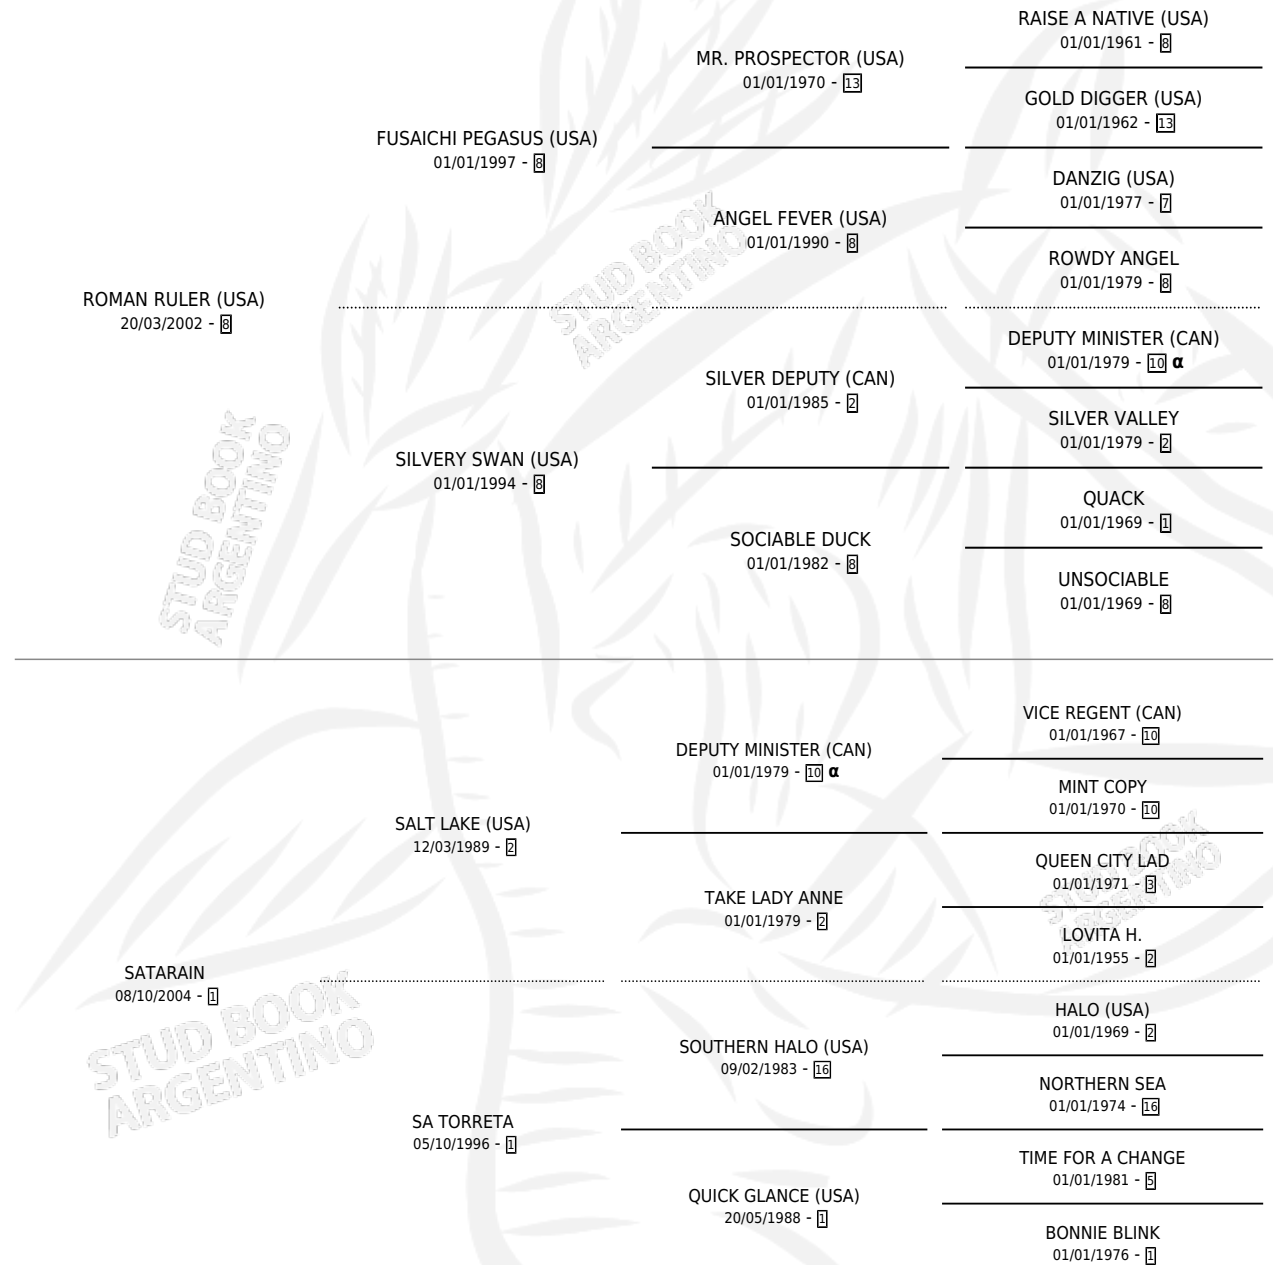 RAISE A NATIVE (USA)
01/01/1961 - 8
MR. PROSPECTOR (USA)
01/01/1970 - 13
GOLD DIGGER (USA)
01/01/1962 - 13
FUSAICHI PEGASUS (USA)
01/01/1997 - 8
DANZIG (USA)
01/01/1977 - 7
ANGEL FEVER (USA)
01/01/1990 - 8
ROWDY ANGEL
01/01/1979 - 8
ROMAN RULER (USA)
20/03/2002 - 8
DEPUTY MINISTER (CAN)
01/01/1979 - 10 α
SILVER DEPUTY (CAN)
01/01/1985 - 2
SILVER VALLEY
01/01/1979 - 2
SILVERY SWAN (USA)
01/01/1994 - 8
QUACK
01/01/1969 - 1
SOCIABLE DUCK
01/01/1982 - 8
UNSOCIABLE
01/01/1969 - 8
VICE REGENT (CAN)
01/01/1967 - 10
DEPUTY MINISTER (CAN)
01/01/1979 - 10 α
MINT COPY
01/01/1970 - 10
SALT LAKE (USA)
12/03/1989 - 2
QUEEN CITY LAD
01/01/1971 - 3
TAKE LADY ANNE
01/01/1979 - 2
LOVITA H.
01/01/1955 - 2
SATARAIN
08/10/2004 - 1
HALO (USA)
01/01/1969 - 2
SOUTHERN HALO (USA)
09/02/1983 - 16
NORTHERN SEA
01/01/1974 - 16
SA TORRETA
05/10/1996 - 1
TIME FOR A CHANGE
01/01/1981 - 5
QUICK GLANCE (USA)
20/05/1988 - 1
BONNIE BLINK
01/01/1976 - 1
STUD BOOK
ARGENTINO
STUD BOOK
ARGENTINO
STUD BOOK
ARGENTINO
STUD BOOK
ARGENTINO